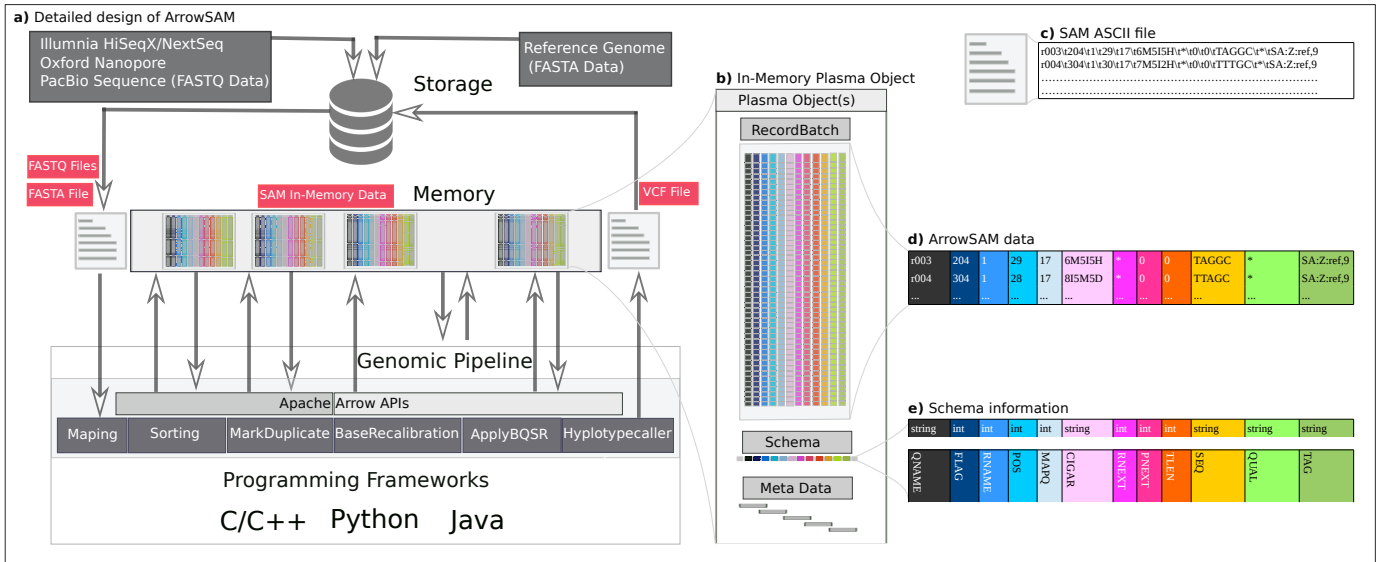 a) Detailed design of ArrowSAM
Illumnia HiSeqX/NextSeq
Oxford Nanopore
PacBio Sequence (FASTQ Data)
Reference Genome
(FASTA Data)
Storage
FASTQ Files
FASTA File
SAM In-Memory Data
Memory
VCF File
Genomic Pipeline
Apache Arrow APIs
Maping
Sorting
MarkDuplicate
BaseRecalibration
ApplyBQSR
Hyplotypecaller
Programming Frameworks
C/C++ Python Java
b) In-Memory Plasma Object
Plasma Object(s)
RecordBatch
Schema
Meta Data
c) SAM ASCII file
r003\t204\t1\t29\t17\t6M5I5H\t*\t0\t0\tTAGGC\t*\tSA:Z:ref,9
r004\t304\t1\t30\t17\t7M5I2H\t*\t0\t0\tTTTGC\t*\tSA:Z:ref,9
d) ArrowSAM data
r003 204 1 29 17 6M5I5H * 0 0 TAGGC * SA:Z:ref,9
r004 304 1 28 17 8I5M5D * 0 0 TTAGC * SA:Z:ref,9
... ... ... ... ... ... ... ... ... ... ... ...
e) Schema information
string int int int int string int int int string string string
QNAME FLAG RNAME POS MAPQ CIGAR RNEXT PNEXT TLEN SEQ QUAL TAG